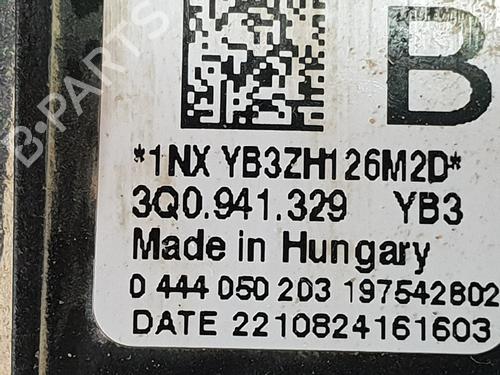 B
*1NX YB3ZH126M2D*
3Q0.941.329 YB3
Made in Hungary
0 444 050 203 197542802
DATE 2210824161603
B-PARTS